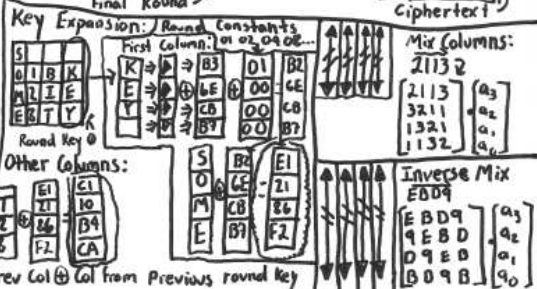 Final Round
Ciphertext
Key Expansion:
Round Constants
01 02 04 08...
First Column:
S
O 1 B K
M 2 I E
E 8 T Y
Round Key 0
K
E
Y
B3
6E
CB
B7
⊕
01
00
00
00
B2
6E
CB
B7
S
O
M
E
⊕
B2
6E
CB
B7
=
E1
21
86
F2
Other Columns:
⊕
E1
21
86
F2
=
C1
10
B4
CA
Prev Col ⊕ Col from Previous round key
Mix Columns:
2113
2113
3211
1321
1132
a3
a2
a1
a0
Inverse Mix
EBD9
E B D 9
9 E B D
D 9 E B
B D 9 B
a3
a2
a1
a0